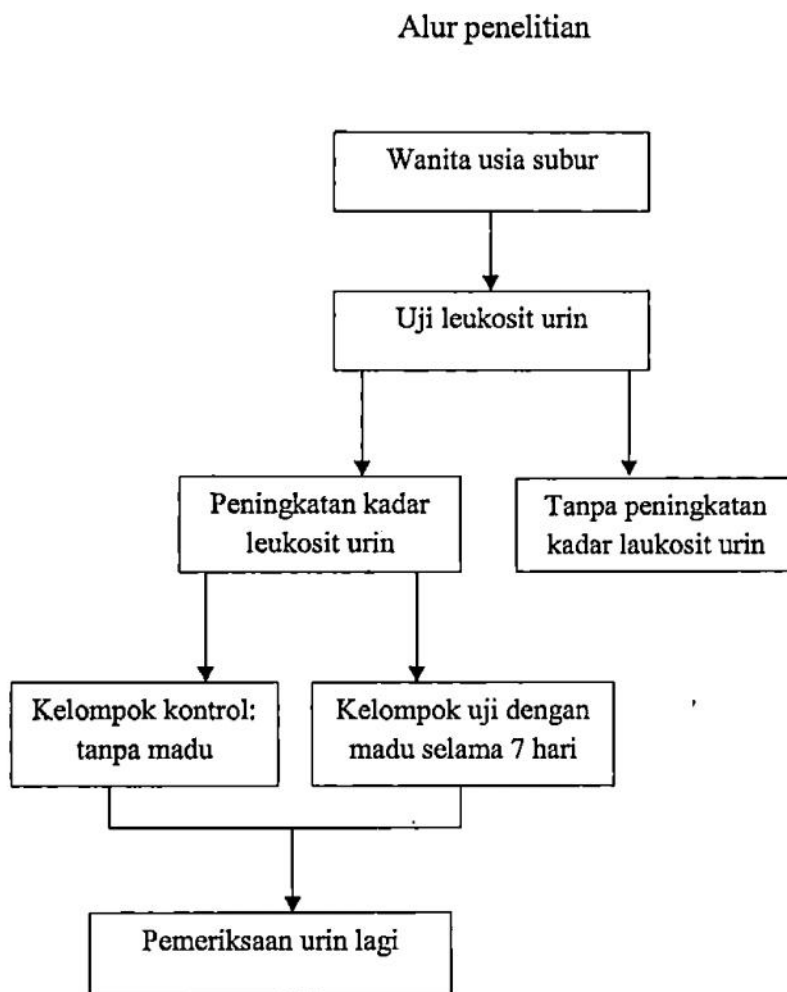 Alur penelitian
Wanita usia subur
Uji leukosit urin
Peningkatan kadar
leukosit urin
Tanpa peningkatan
kadar laukosit urin
Kelompok kontrol:
tanpa madu
Kelompok uji dengan
madu selama 7 hari
Pemeriksaan urin lagi